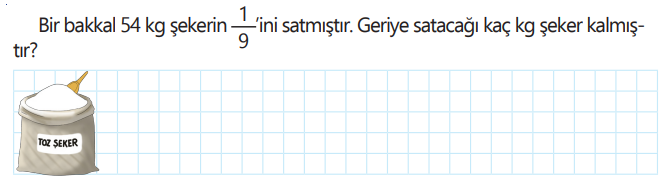 Bir bakkal 54 kg şekerin 1/9’ini satmıştır. Geriye satacağı kaç kg şeker kalmış-
tır?
TOZ ŞEKER